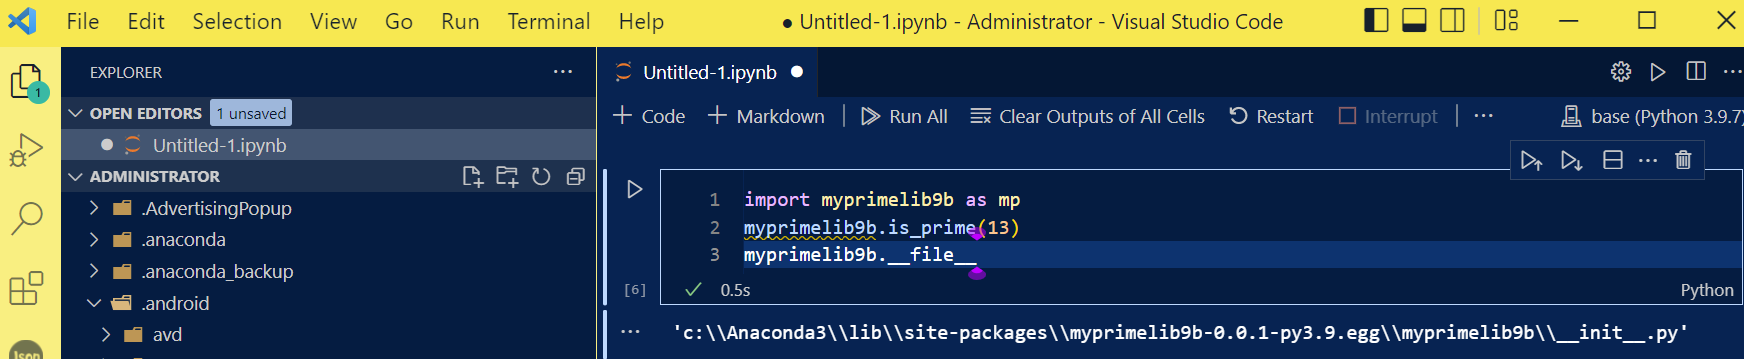 File Edit Selection View Go Run Terminal Help ● Untitled-1.ipynb - Administrator - Visual Studio Code
EXPLORER ...
Untitled-1.ipynb ●
1
OPEN EDITORS 1 unsaved
● Untitled-1.ipynb
ADMINISTRATOR
.AdvertisingPopup
.anaconda
.anaconda_backup
.android
avd
Json
+ Code + Markdown Run All Clear Outputs of All Cells Restart Interrupt ... base (Python 3.9.7)
1 import myprimelib9b as mp
2 myprimelib9b.is_prime(13)
3 myprimelib9b.__file__
[6] ✓ 0.5s Python
... 'c:\\Anaconda3\\lib\\site-packages\\myprimelib9b-0.0.1-py3.9.egg\\myprimelib9b\\__init__.py'